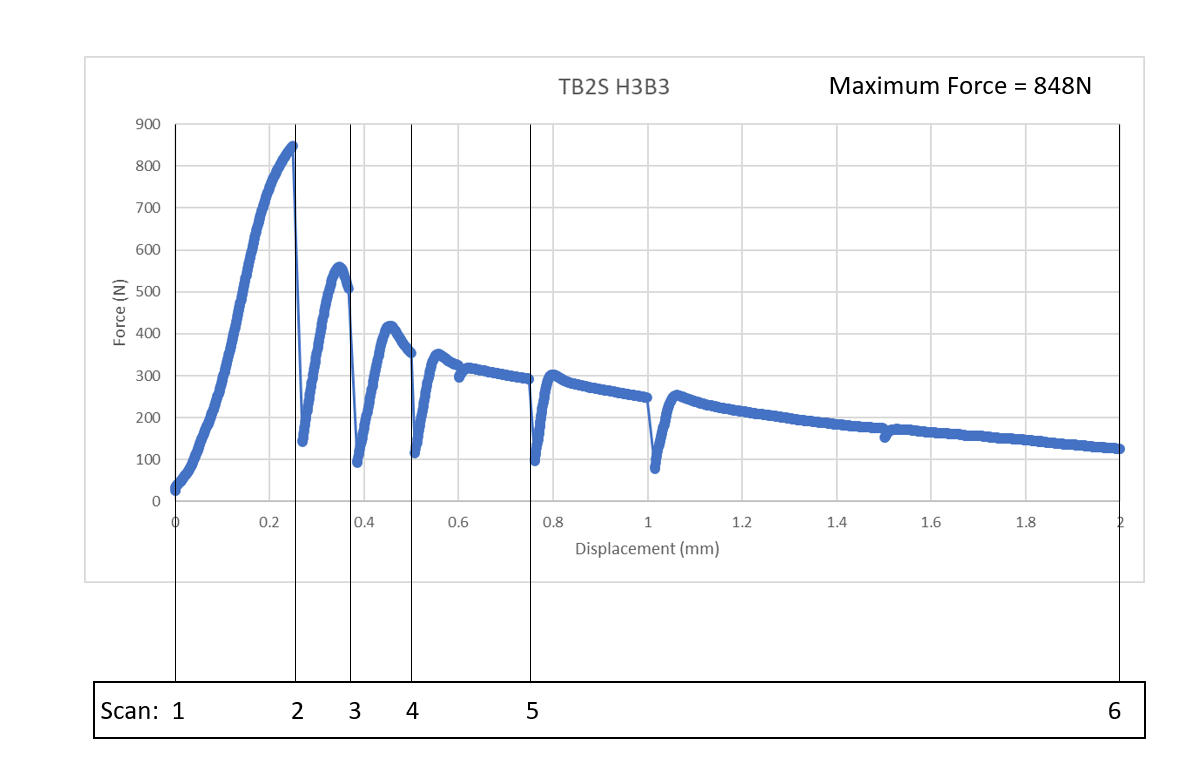 TB2S H3B3
Maximum Force = 848N
900
800
700
600
500
400
300
200
100
0
Force (N)
0 0.2 0.4 0.6 0.8 1 1.2 1.4 1.6 1.8 2
Displacement (mm)
Scan: 1 2 3 4 5 6